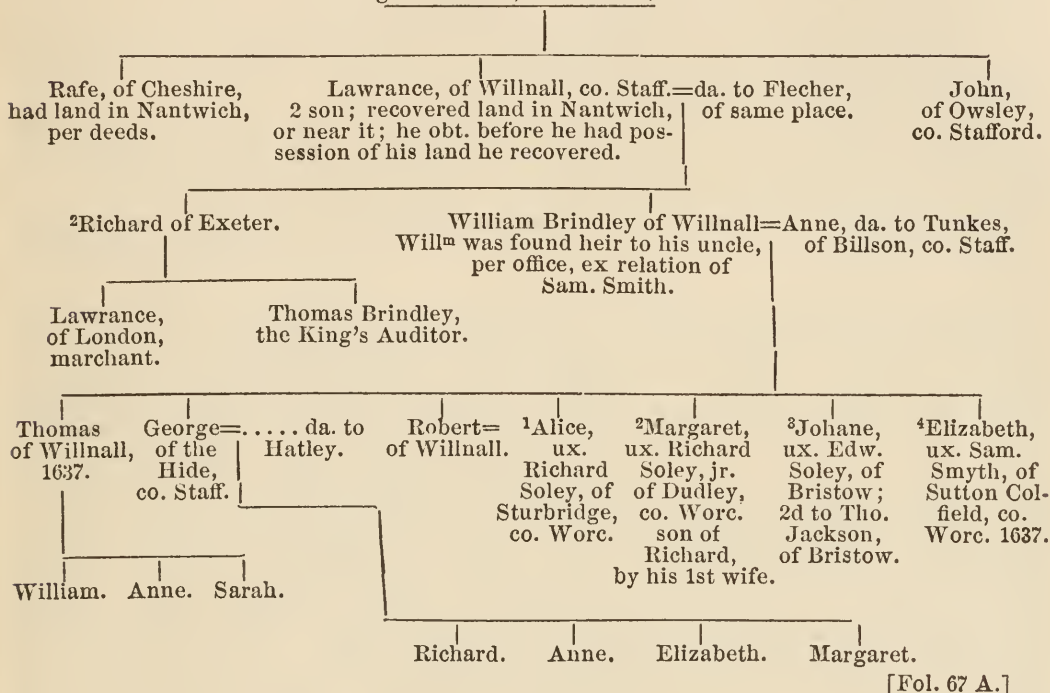 Rafe, of Cheshire,
had land in Nantwich,
per deeds.
Lawrance, of Willnall, co. Staff.=da. to Flecher,
2 son; recovered land in Nantwich, of same place.
or near it; he obt. before he had pos-
session of his land he recovered.
John,
of Owsley,
co. Stafford.
²Richard of Exeter.
William Brindley of Willnall=Anne, da. to Tunkes,
Willᵐ was found heir to his uncle, of Billson, co. Staff.
per office, ex relation of
Sam. Smith.
Lawrance,
of London,
marchant.
Thomas Brindley,
the King's Auditor.
Thomas
of Willnall,
1637.
George=..... da. to
of the Hatley.
Hide,
co. Staff.
Robert=
of Willnall.
¹Alice,
ux.
Richard
Soley, of
Sturbridge,
co. Worc.
²Margaret,
ux. Richard
Soley, jr.
of Dudley,
co. Worc.
son of
Richard,
by his 1st wife.
³Johane,
ux. Edw.
Soley, of
Bristow;
2d to Tho.
Jackson,
of Bristow.
⁴Elizabeth,
ux. Sam.
Smyth, of
Sutton Col-
field, co.
Worc. 1637.
William. Anne. Sarah.
Richard. Anne. Elizabeth. Margaret.
[Fol. 67 A.]